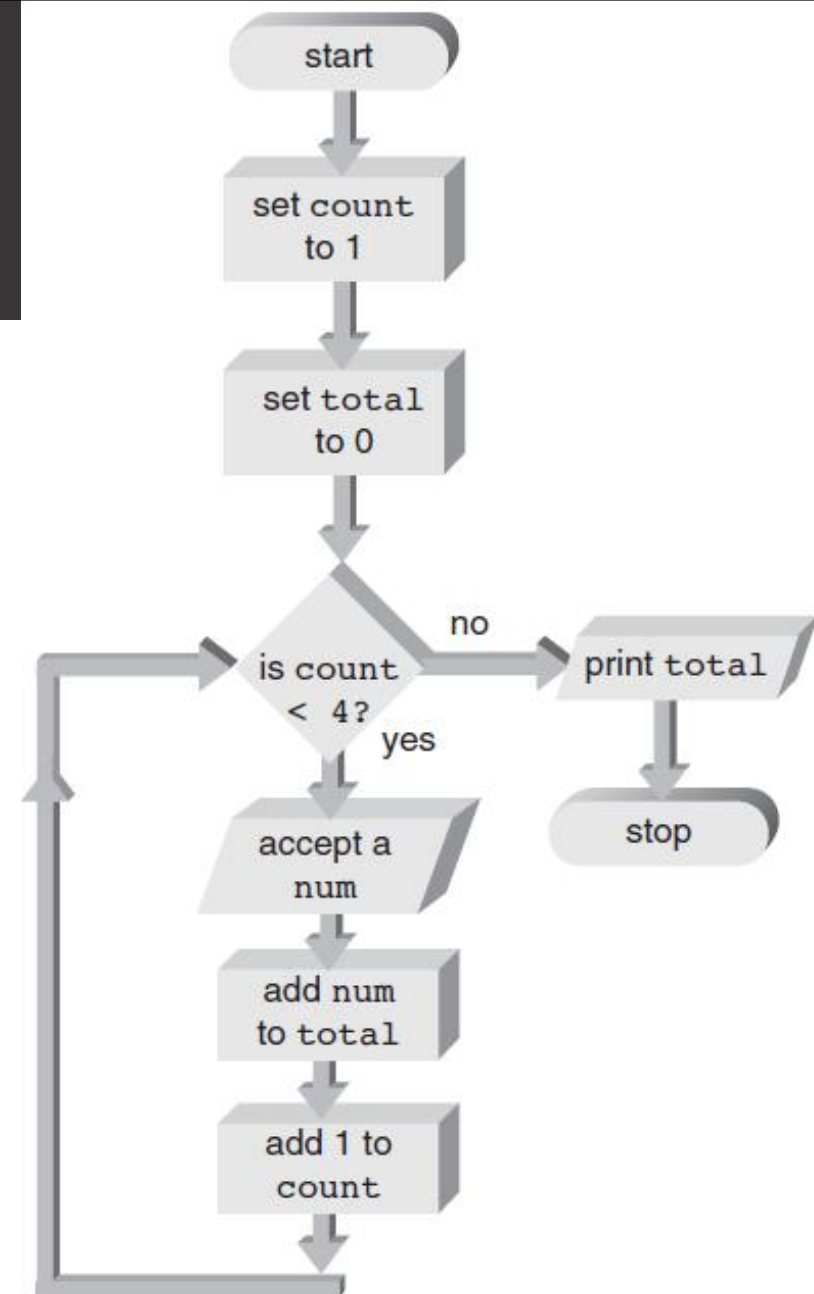 start
set count
to 1
set total
to 0
is count
< 4?
no
print total
stop
yes
accept a
num
add num
to total
add 1 to
count